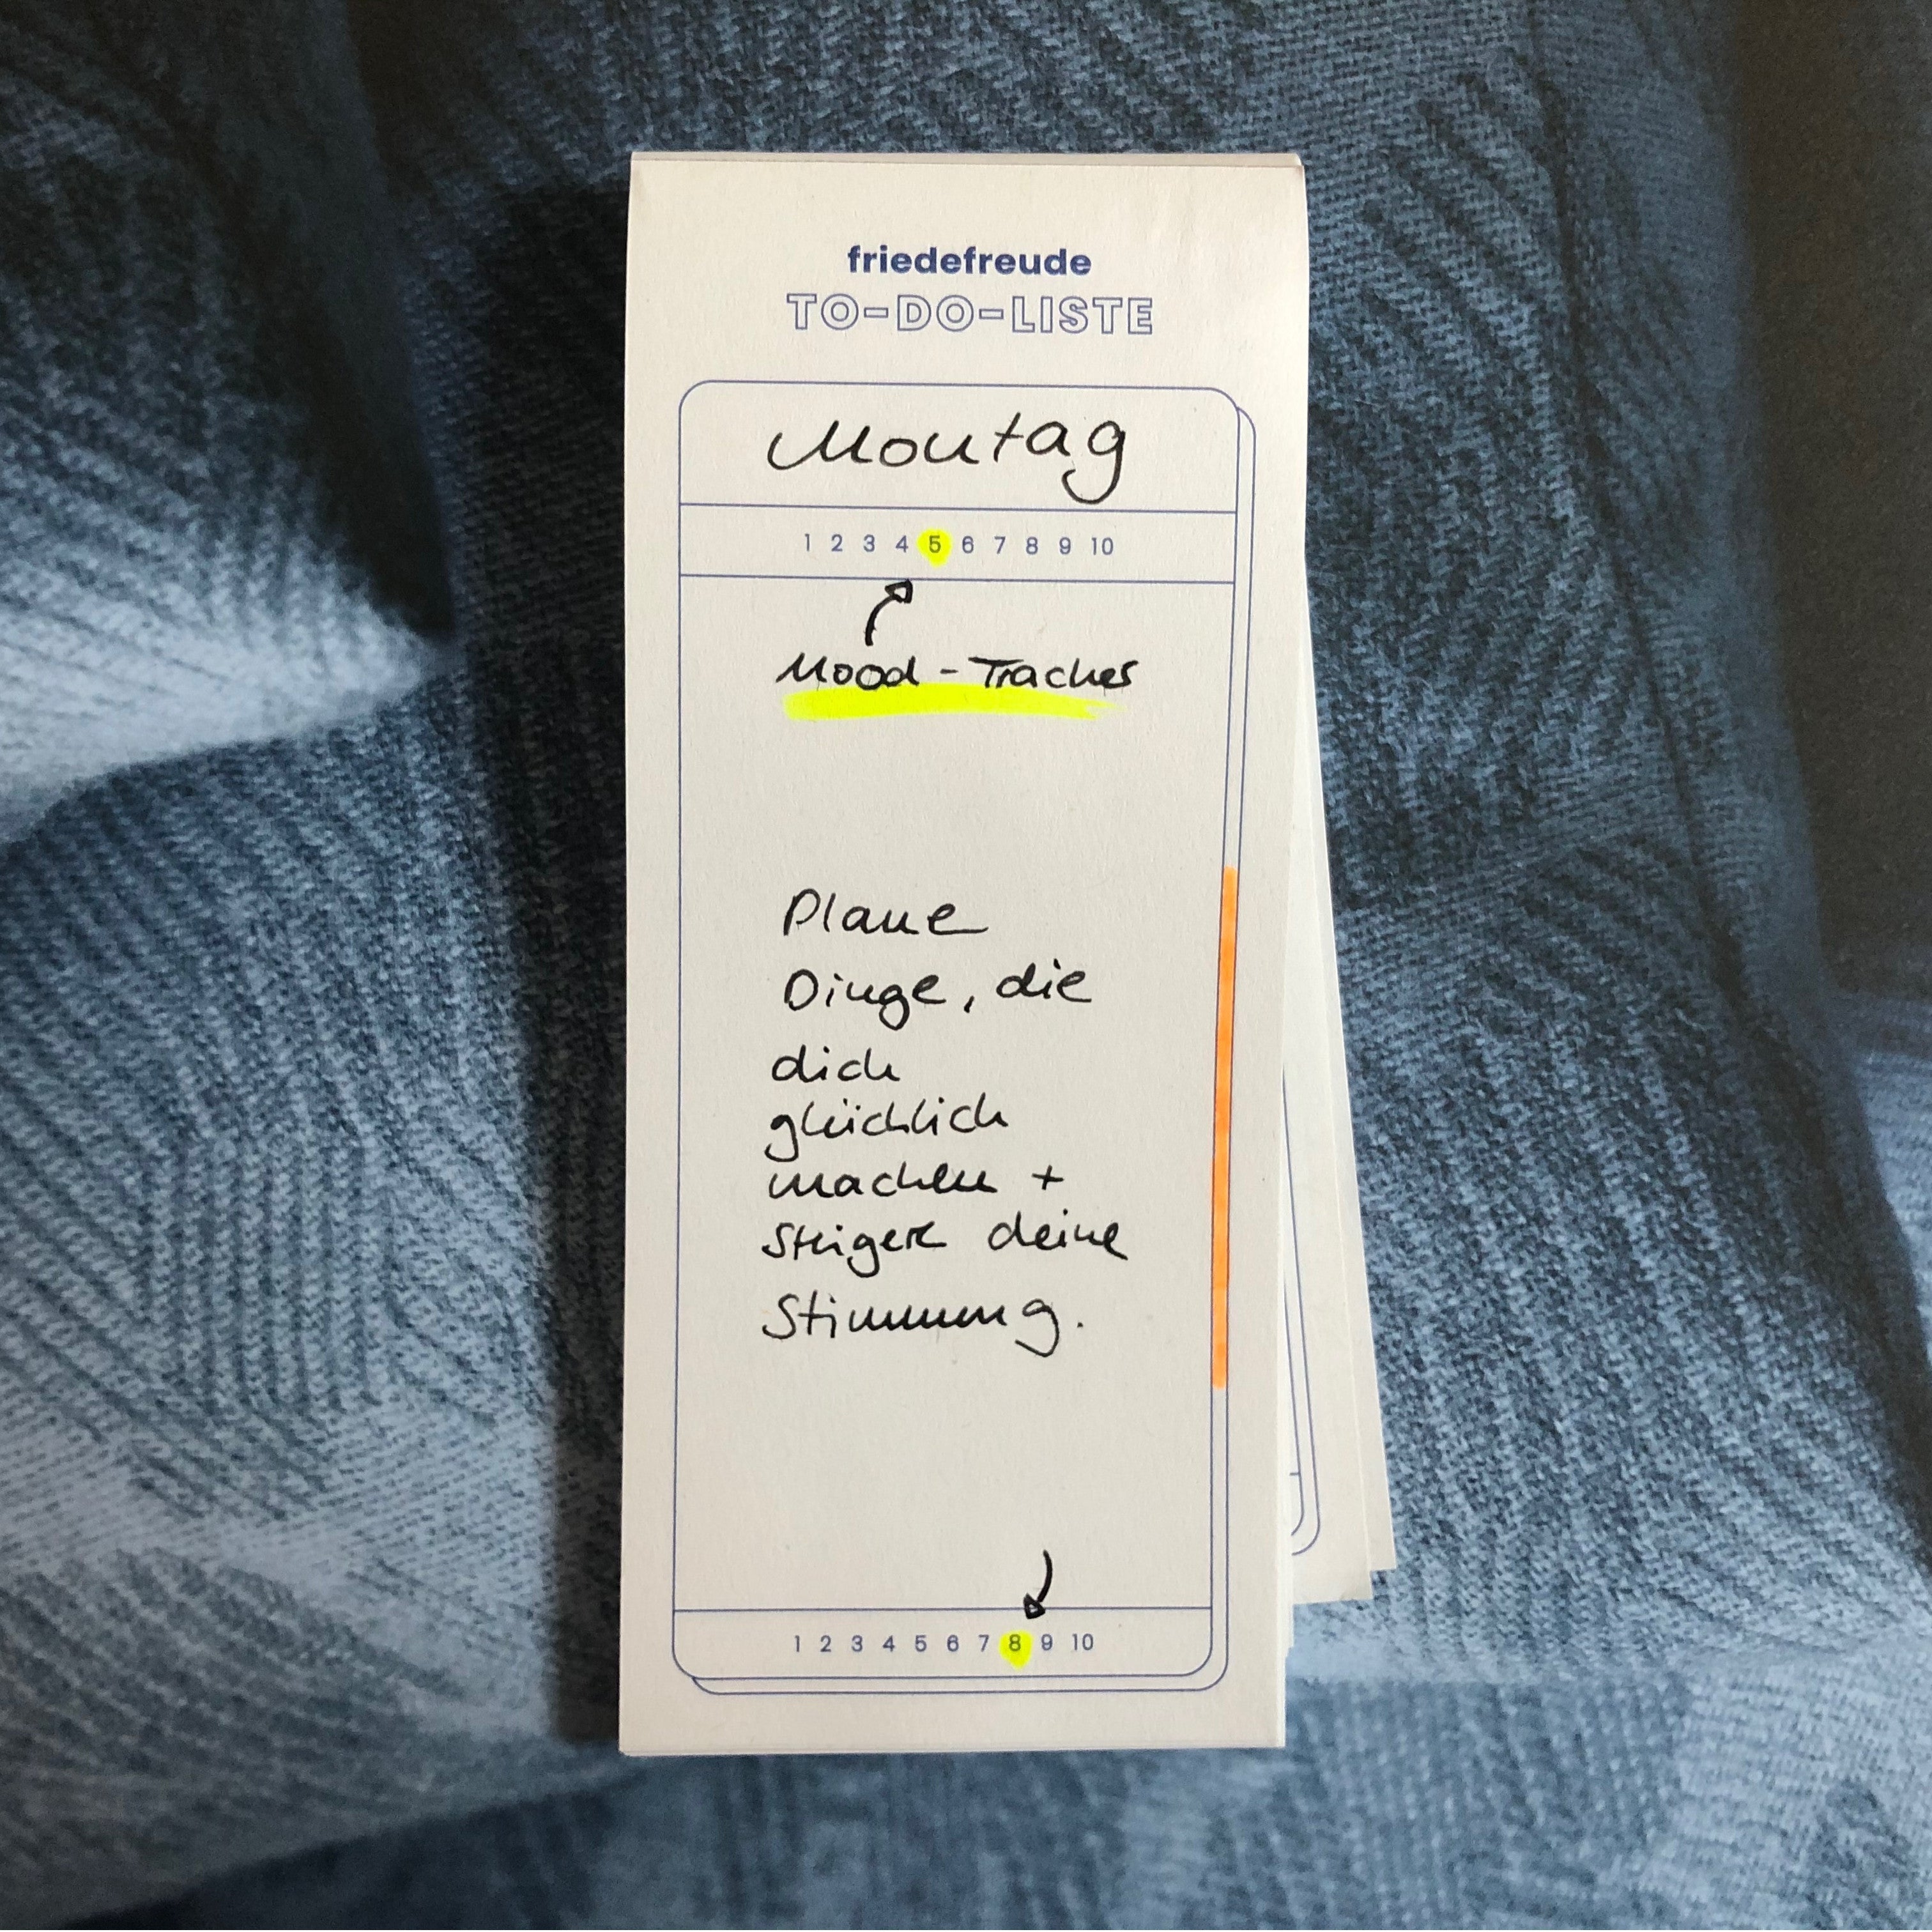 friedefreude
TO-DO-LISTE
Montag
1 2 3 4 5 6 7 8 9 10
Mood-Tracker
Plane
Dinge, die
dich
glücklich
machen +
steigere deine
Stimmung.
1 2 3 4 5 6 7 8 9 10